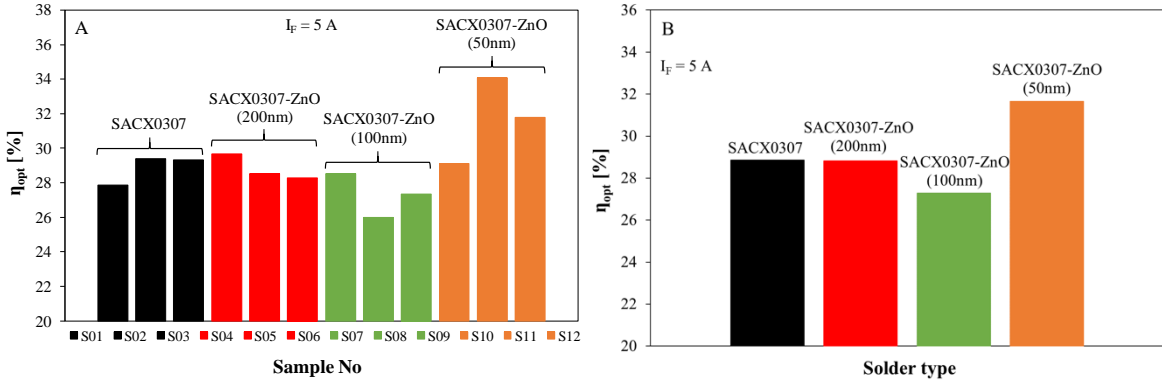 A
I_F = 5 A
η_opt [%]
38
36
34
32
30
28
26
24
22
20
SACX0307
SACX0307-ZnO
(200nm)
SACX0307-ZnO
(100nm)
SACX0307-ZnO
(50nm)
S01 S02 S03 S04 S05 S06 S07 S08 S09 S10 S11 S12
Sample No
B
I_F = 5 A
η_opt [%]
36
34
32
30
28
26
24
22
20
SACX0307
SACX0307-ZnO
(200nm)
SACX0307-ZnO
(100nm)
SACX0307-ZnO
(50nm)
Solder type